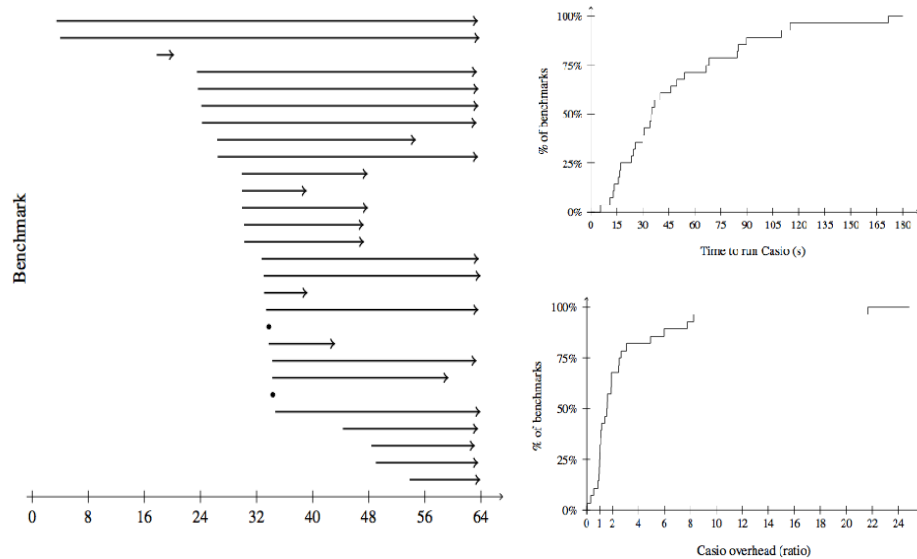 Benchmark
0 8 16 24 32 40 48 56 64
100%
75%
50%
25%
0%
% of benchmarks
0 15 30 45 60 75 90 105 120 135 150 165 180
Time to run Casio (s)
100%
75%
50%
25%
0%
% of benchmarks
0 1 2 4 6 8 10 12 14 16 18 20 22 24
Casio overhead (ratio)